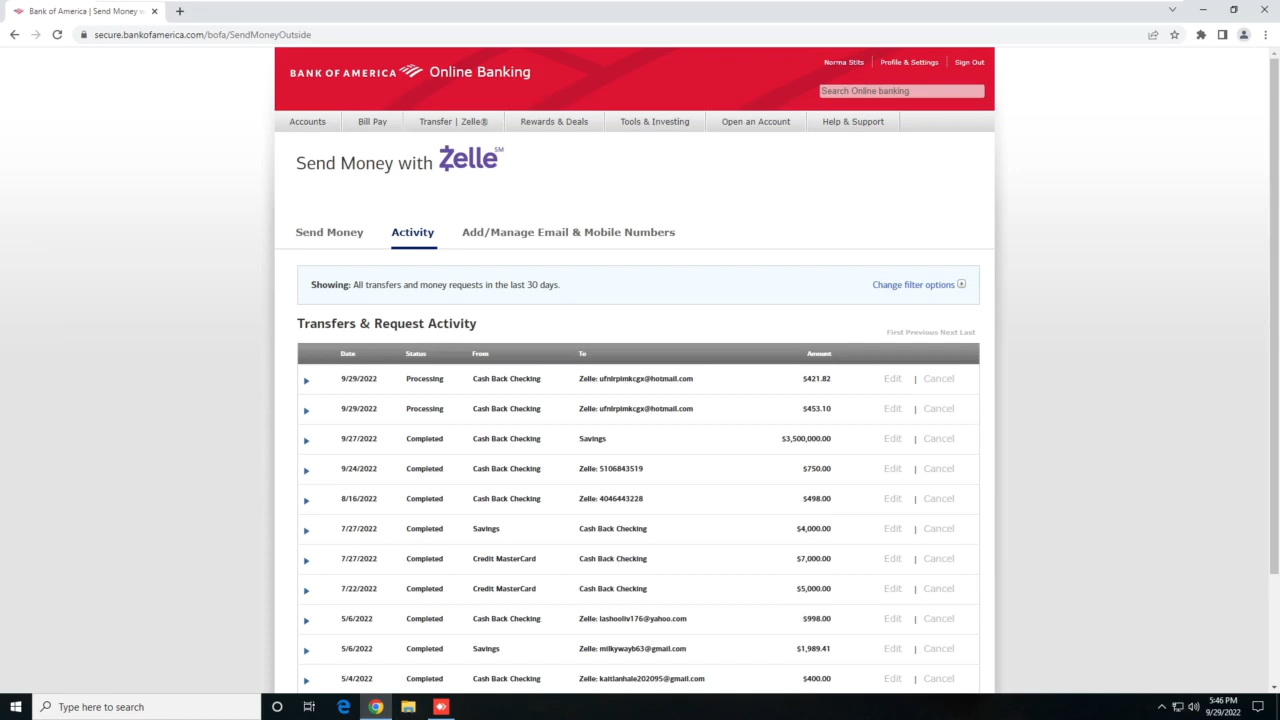 Bank of America | Online Banking | Send Money w
secure.bankofamerica.com/bofa/SendMoneyOutside
Norma Stits Profile & Settings Sign Out
BANK OF AMERICA Online Banking
Search Online banking
Accounts Bill Pay Transfer | Zelle® Rewards & Deals Tools & Investing Open an Account Help & Support
Send Money with Zelle SM
Send Money Activity Add/Manage Email & Mobile Numbers
Showing: All transfers and money requests in the last 30 days. Change filter options
Transfers & Request Activity
First Previous Next Last
Date Status From To Amount
9/29/2022 Processing Cash Back Checking Zelle: ufnlrpimkcgx@hotmail.com $421.82 Edit | Cancel
9/29/2022 Processing Cash Back Checking Zelle: ufnlrpimkcgx@hotmail.com $453.10 Edit | Cancel
9/27/2022 Completed Cash Back Checking Savings $3,500,000.00 Edit | Cancel
9/24/2022 Completed Cash Back Checking Zelle: 5106843519 $750.00 Edit | Cancel
8/16/2022 Completed Cash Back Checking Zelle: 4046443228 $498.00 Edit | Cancel
7/27/2022 Completed Savings Cash Back Checking $4,000.00 Edit | Cancel
7/27/2022 Completed Credit MasterCard Cash Back Checking $7,000.00 Edit | Cancel
7/22/2022 Completed Credit MasterCard Cash Back Checking $5,000.00 Edit | Cancel
5/6/2022 Completed Cash Back Checking Zelle: lashooliv176@yahoo.com $998.00 Edit | Cancel
5/6/2022 Completed Savings Zelle: milkywayb63@gmail.com $1,989.41 Edit | Cancel
5/4/2022 Completed Cash Back Checking Zelle: kaitlanhale202095@gmail.com $400.00 Edit | Cancel
Type here to search
5:46 PM
9/29/2022